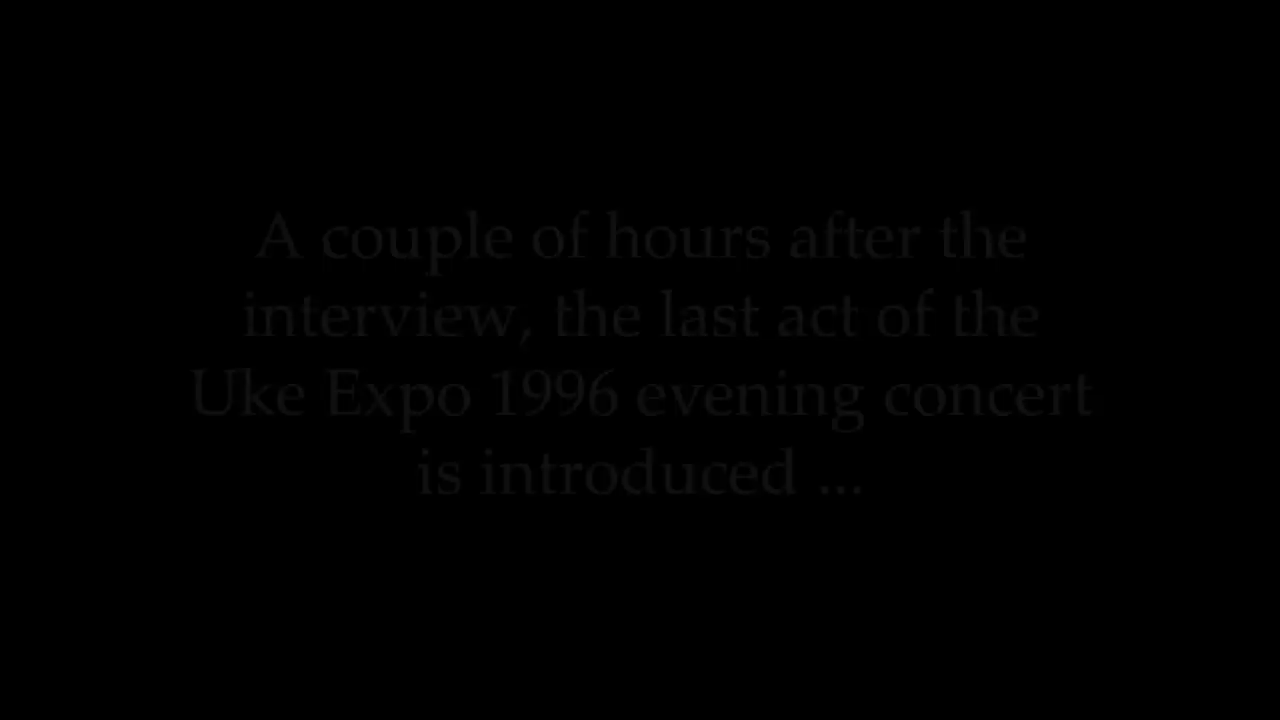 A couple of hours after the
interview, the last act of the
Uke Expo 1996 evening concert
is introduced ...